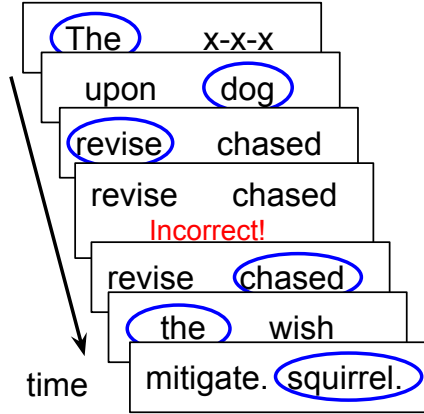 The x-x-x
upon dog
revise chased
revise chased
Incorrect!
revise chased
the wish
mitigate. squirrel.
time